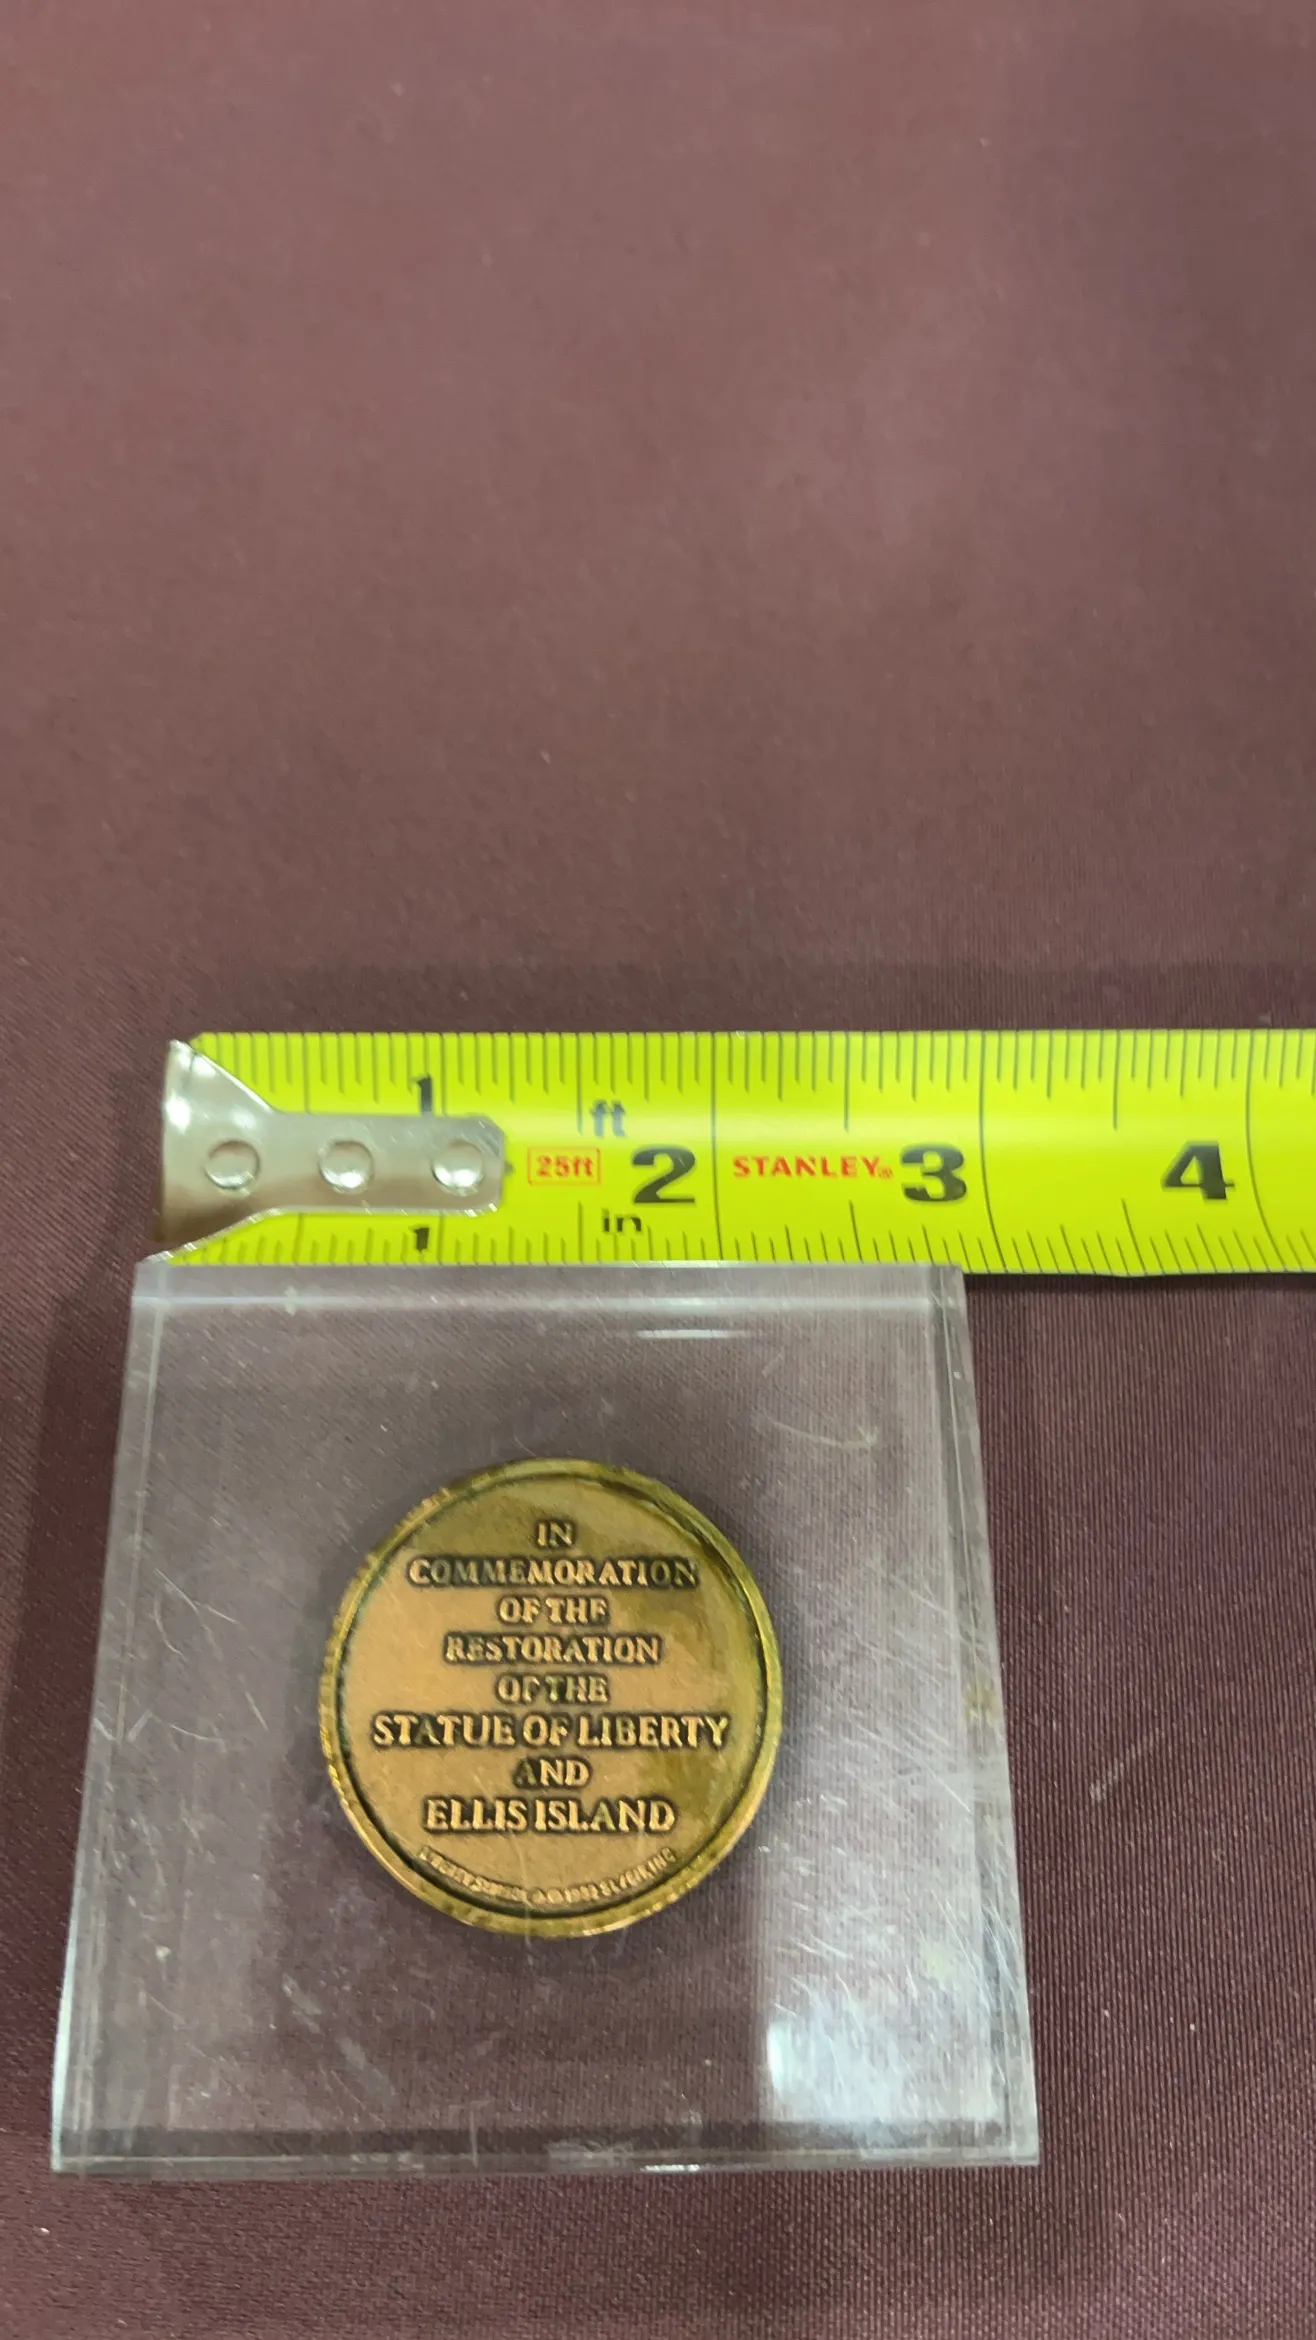 1
ft
25ft 2 STANLEY® 3 4
in
1
IN
COMMEMORATION
OF THE
RESTORATION
OF THE
STATUE OF LIBERTY
AND
ELLIS ISLAND